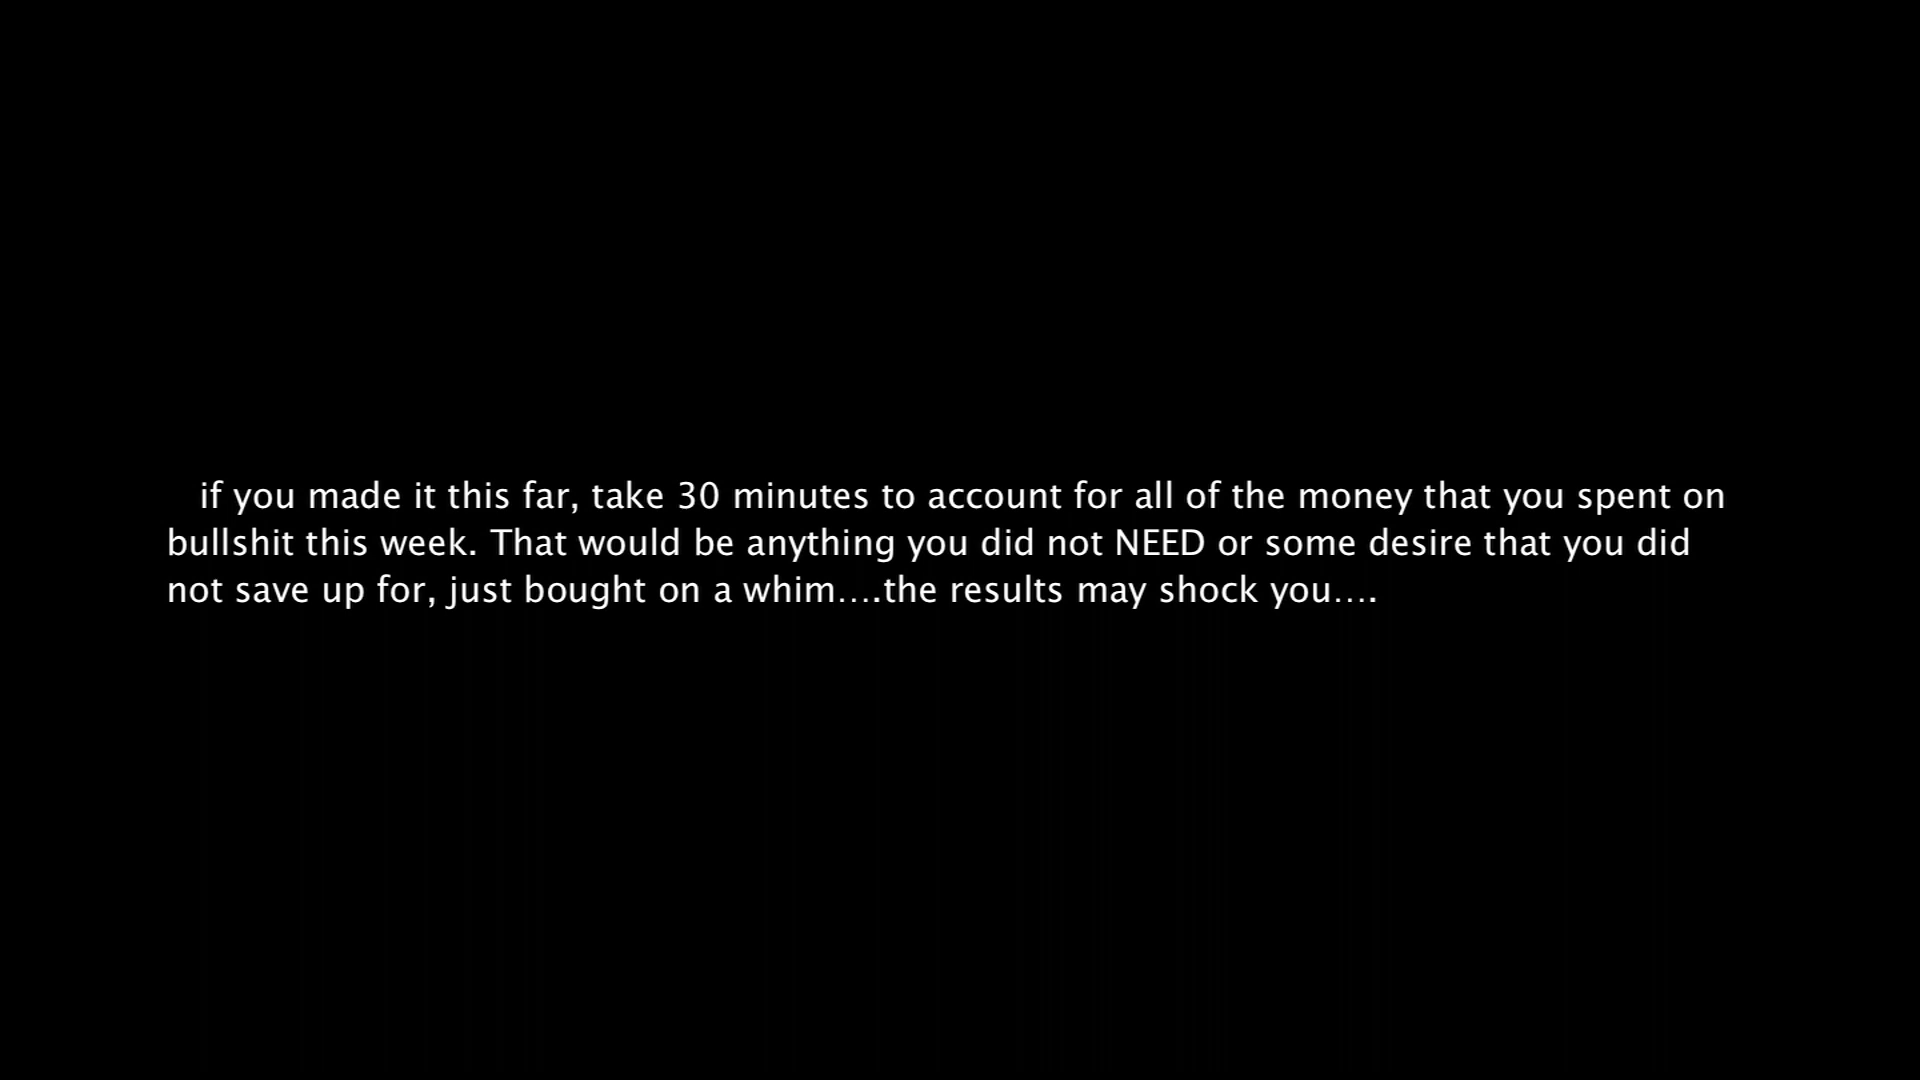 if you made it this far, take 30 minutes to account for all of the money that you spent on
bullshit this week. That would be anything you did not NEED or some desire that you did
not save up for, just bought on a whim….the results may shock you….